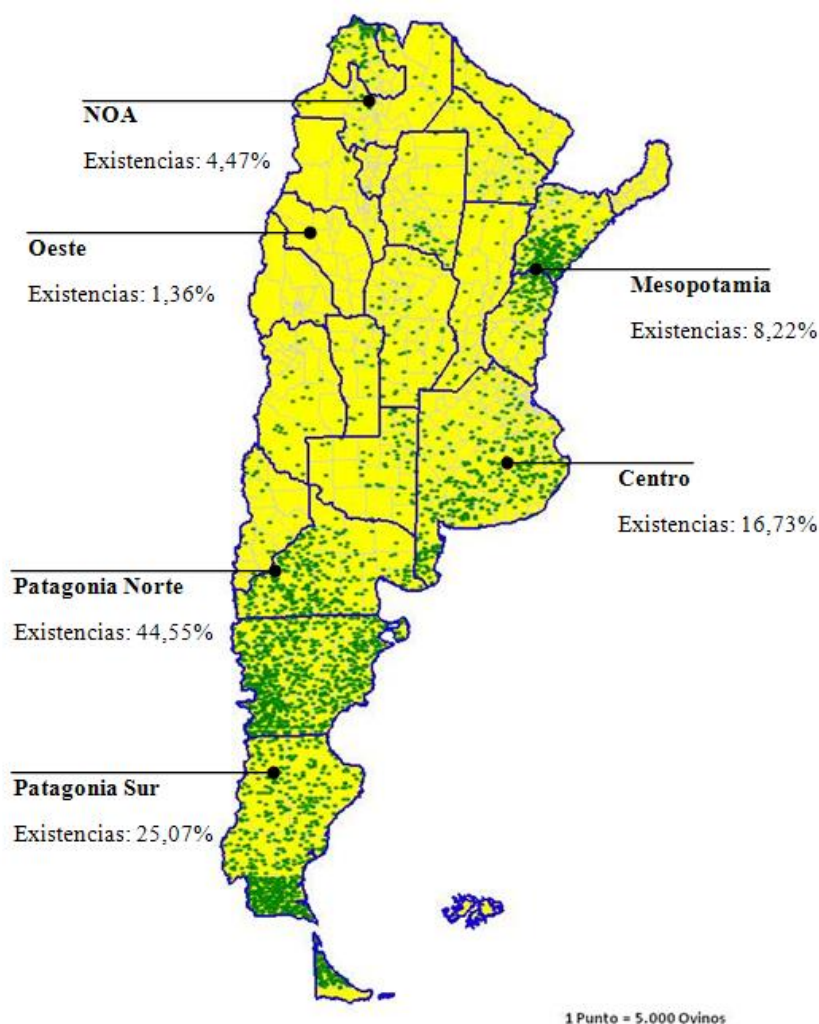 NOA
Existencias: 4,47%
Oeste
Existencias: 1,36%
Mesopotamia
Existencias: 8,22%
Centro
Existencias: 16,73%
Patagonia Norte
Existencias: 44,55%
Patagonia Sur
Existencias: 25,07%
1 Punto = 5.000 Ovinos